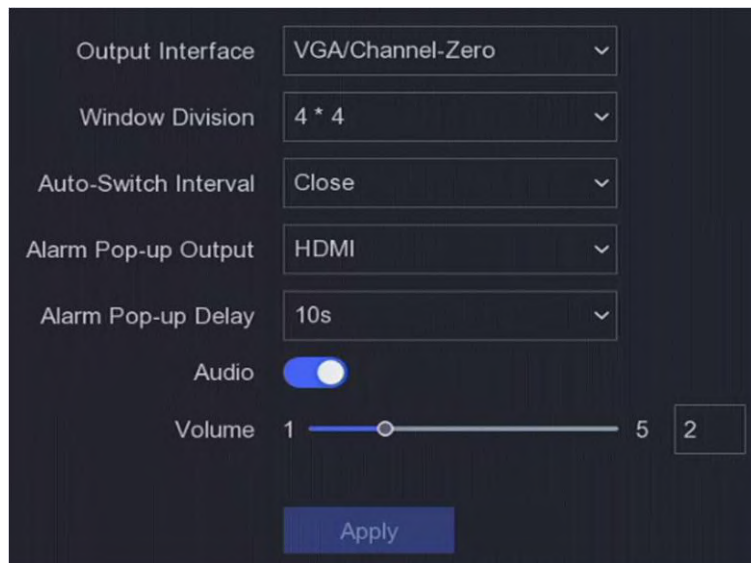 Output Interface VGA/Channel-Zero
Window Division 4 * 4
Auto-Switch Interval Close
Alarm Pop-up Output HDMI
Alarm Pop-up Delay 10s
Audio
Volume 1 5 2
Apply